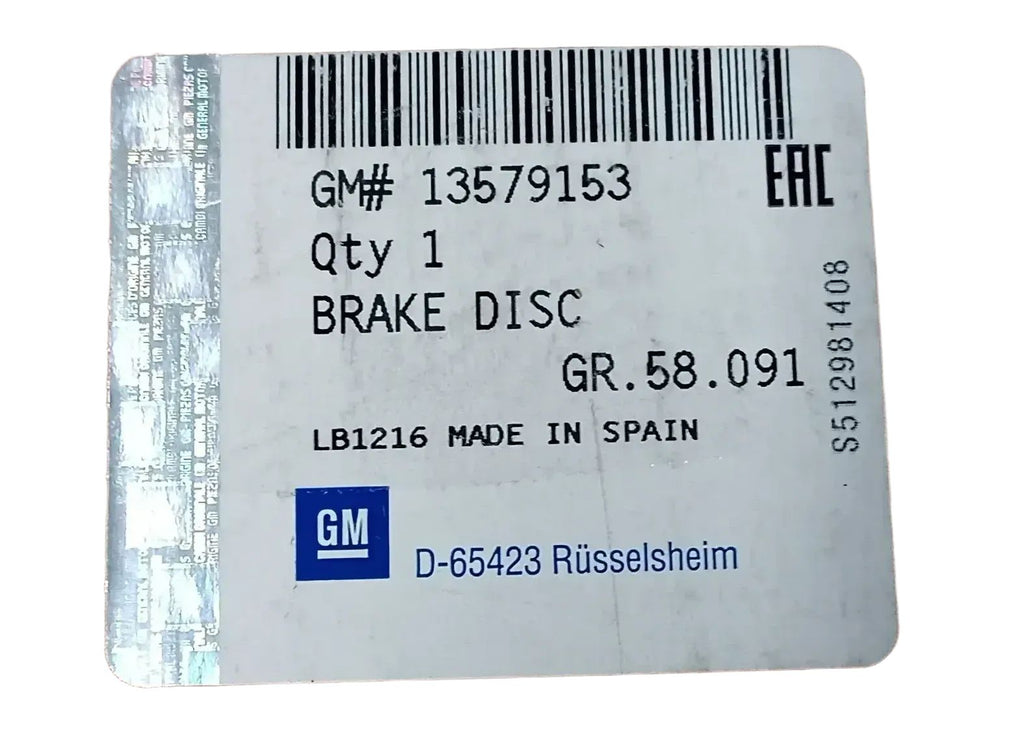 GM# 13579153
EAC
Qty 1
BRAKE DISC
GR.58.091
LB1216 MADE IN SPAIN
S512981408
GM
D-65423 Rüsselsheim